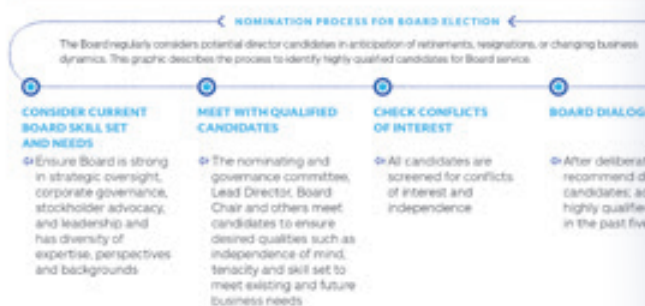 NOMINATION PROCESS FOR BOARD ELECTION
The Board regularly considers potential director candidates in anticipation of retirements, resignations, or changing business
dynamics. This graphic describes the process to identify highly qualified candidates for Board service.
CONSIDER CURRENT
BOARD SKILL SET
AND NEEDS
Ensure Board is strong
in strategic oversight,
corporate governance,
stockholder advocacy,
and leadership and
has diversity of
expertise, perspectives
and backgrounds
MEET WITH QUALIFIED
CANDIDATES
The nominating and
governance committee,
Lead Director, Board
Chair and others meet
candidates to ensure
desired qualities such as
independence of mind,
tenacity and skill set to
meet existing and future
business needs
CHECK CONFLICTS
OF INTEREST
All candidates are
screened for conflicts
of interest and
independence
BOARD DIALOG
After deliberat
recommend d
candidates; a
highly qualifie
in the past five